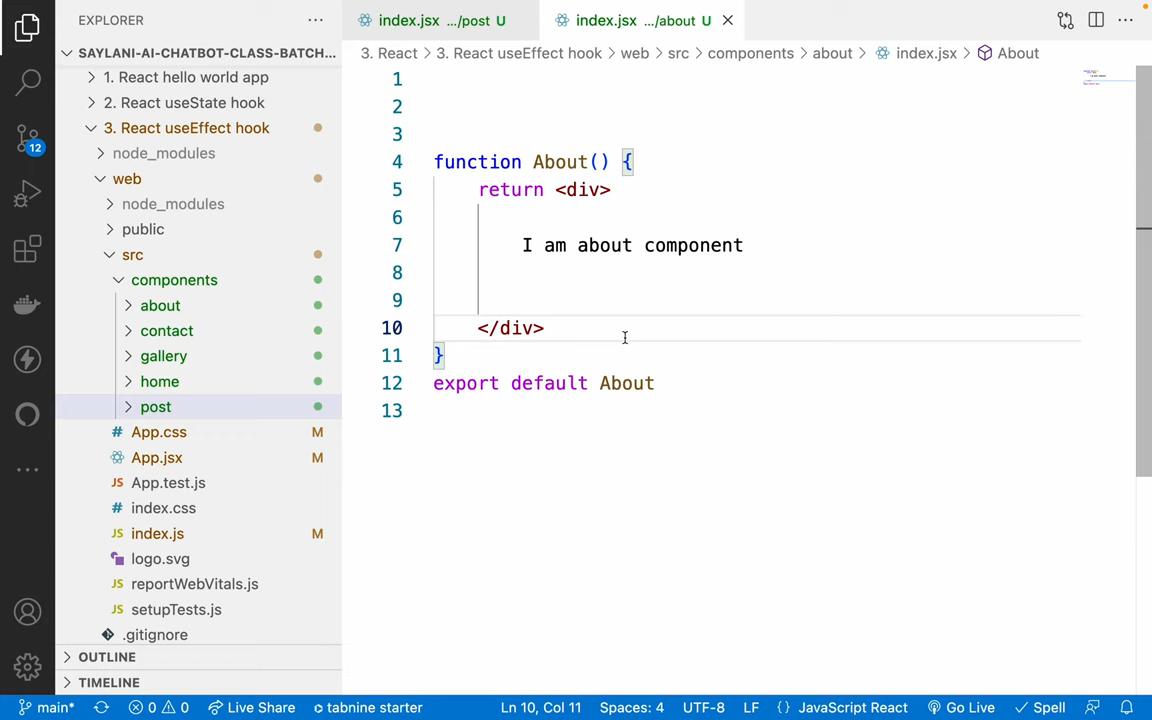 EXPLORER
SAYLANI-AI-CHATBOT-CLASS-BATCH...
1. React hello world app
2. React useState hook
3. React useEffect hook
node_modules
web
node_modules
public
src
components
about
contact
gallery
home
post
# App.css M
App.jsx M
JS App.test.js
# index.css
JS index.js M
logo.svg
JS reportWebVitals.js
JS setupTests.js
.gitignore
OUTLINE
TIMELINE
12
index.jsx .../post U
index.jsx .../about U
3. React > 3. React useEffect hook > web > src > components > about > index.jsx > About
1
2
3
4 function About() {
5 return <div>
6
7 I am about component
8
9
10 </div>
11 }
12 export default About
13
main* 0 0 Live Share tabnine starter Ln 10, Col 11 Spaces: 4 UTF-8 LF {} JavaScript React Go Live Spell